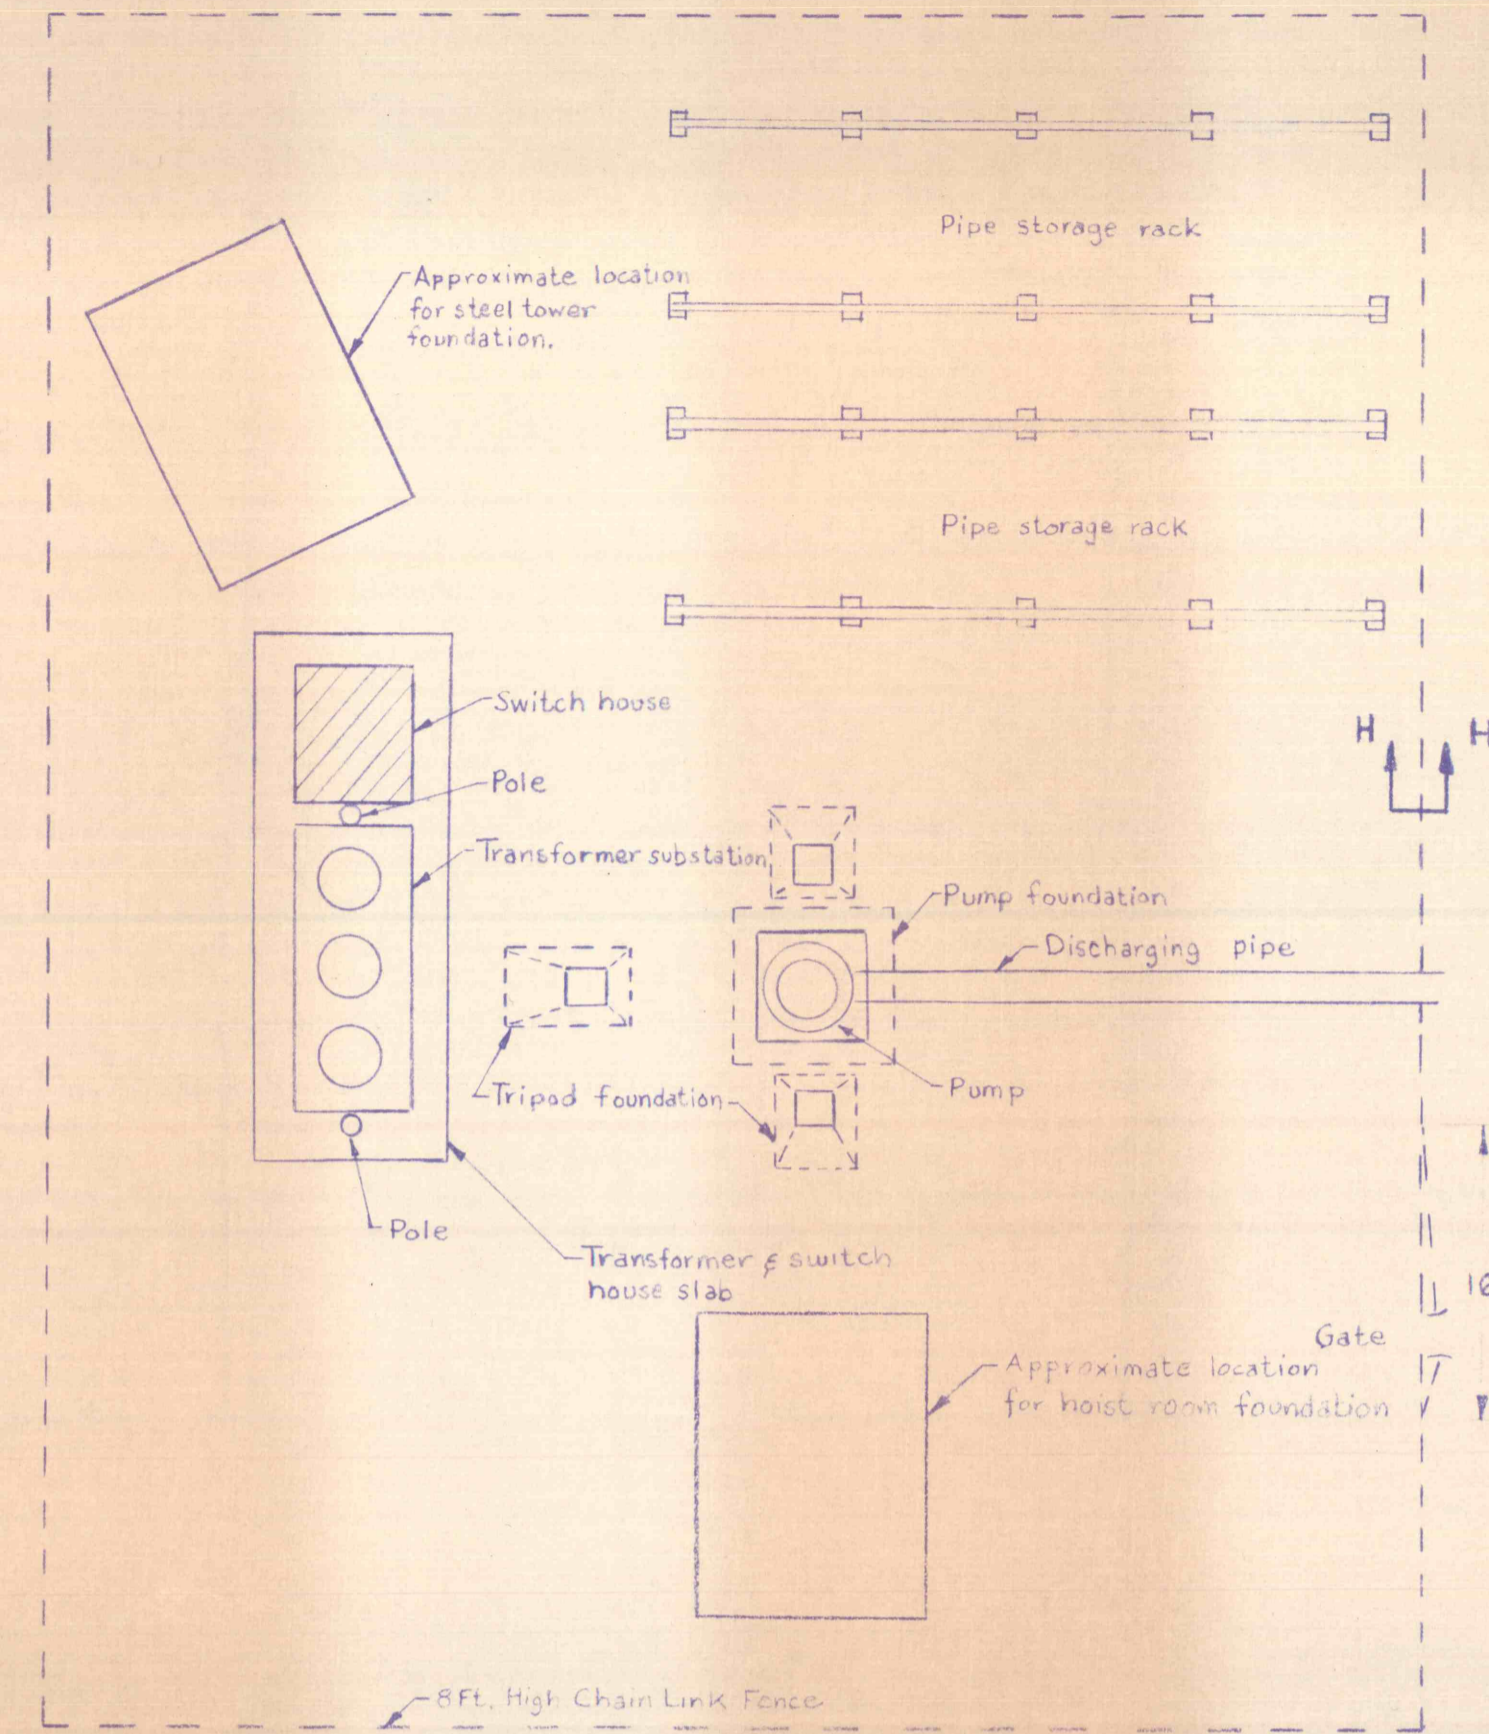 Pipe storage rack
Approximate location
for steel tower
foundation.
Pipe storage rack
Switch house
H H
Pole
Transformer substation
Pump foundation
Discharging pipe
Tripod foundation
Pump
Pole
Transformer & switch
house slab
16
Gate
Approximate location
for hoist room foundation
8Ft. High Chain Link Fence